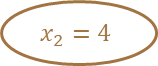 x₂ = 4